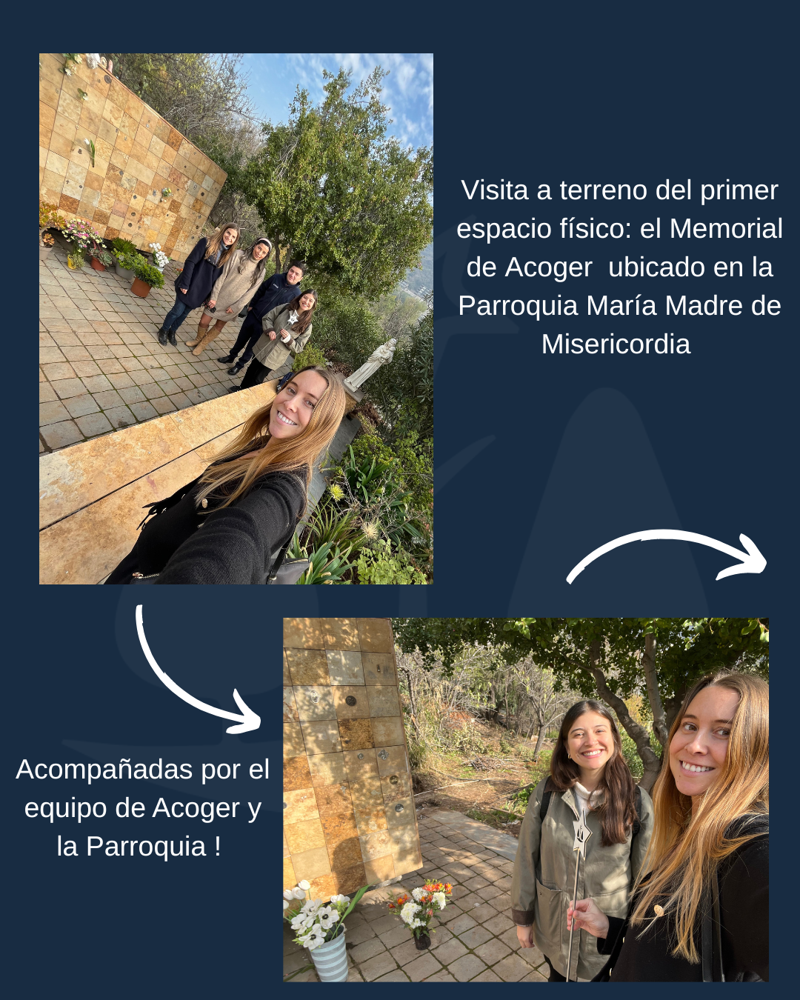 Visita a terreno del primer
espacio físico: el Memorial
de Acoger  ubicado en la
Parroquia María Madre de
Misericordia
Acompañadas por el
equipo de Acoger y
la Parroquia !